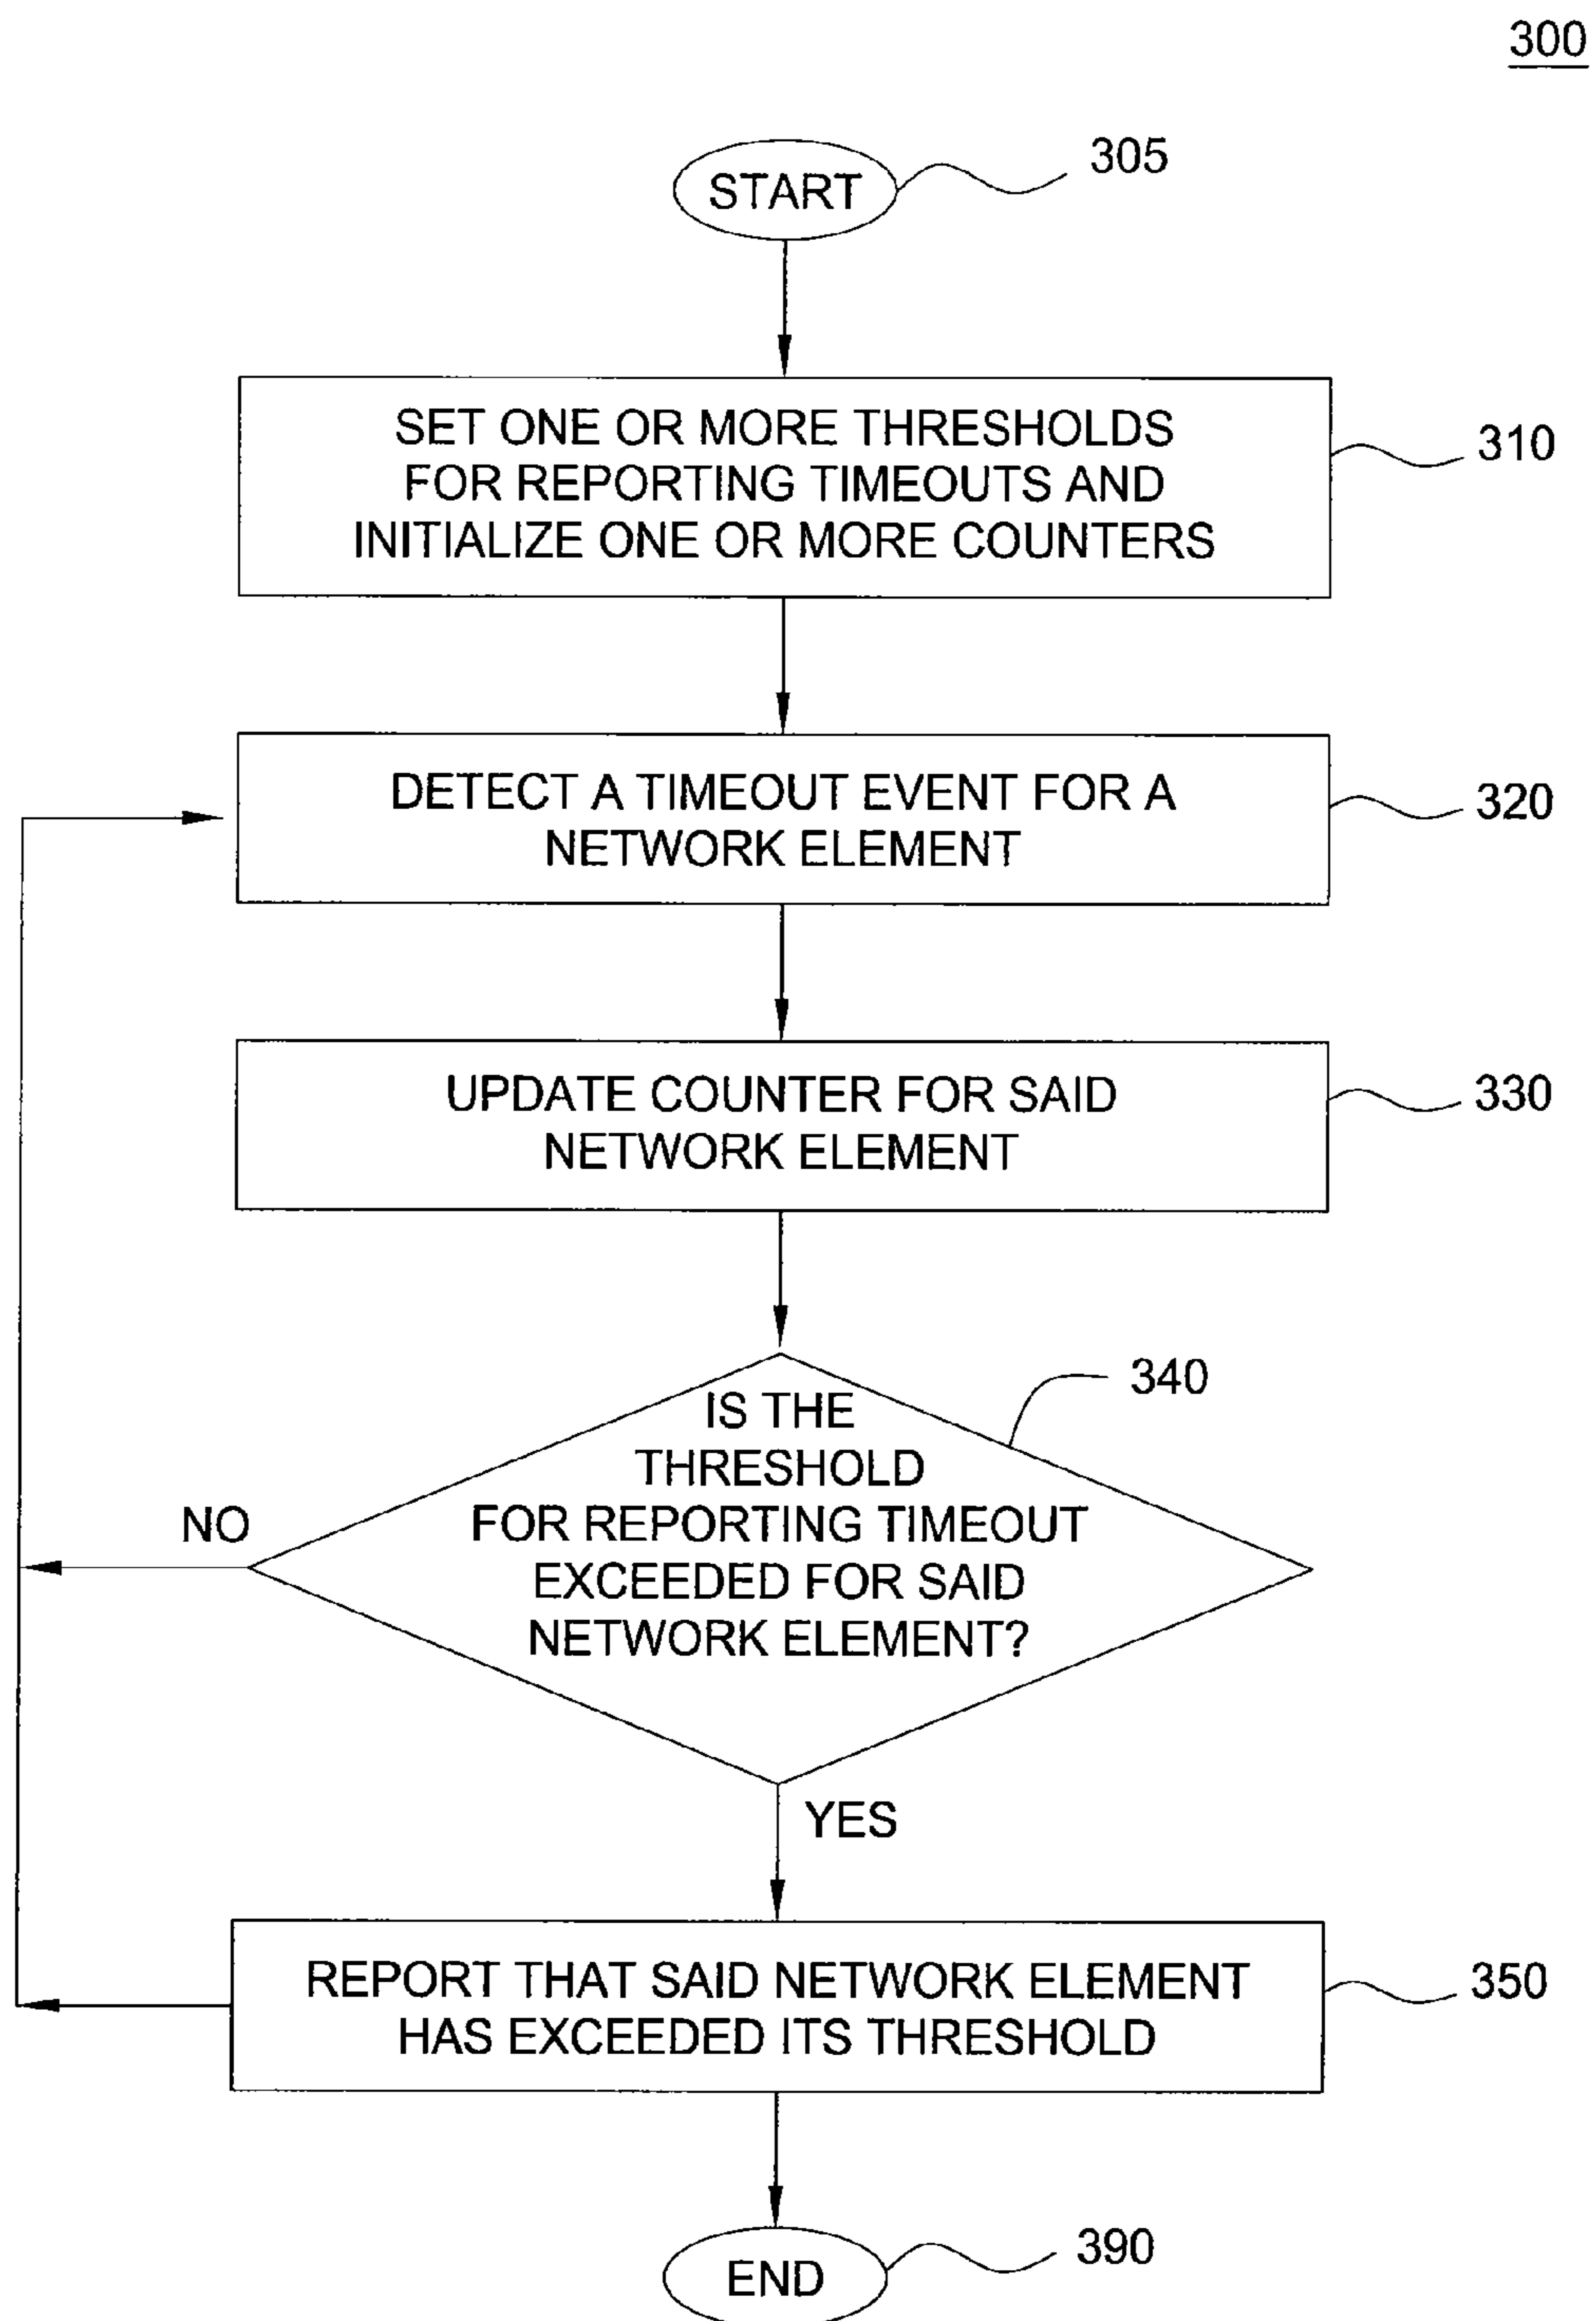 300
START
305
SET ONE OR MORE THRESHOLDS
FOR REPORTING TIMEOUTS AND
INITIALIZE ONE OR MORE COUNTERS
310
DETECT A TIMEOUT EVENT FOR A
NETWORK ELEMENT
320
UPDATE COUNTER FOR SAID
NETWORK ELEMENT
330
IS THE
THRESHOLD
FOR REPORTING TIMEOUT
EXCEEDED FOR SAID
NETWORK ELEMENT?
340
NO
YES
REPORT THAT SAID NETWORK ELEMENT
HAS EXCEEDED ITS THRESHOLD
350
END
390